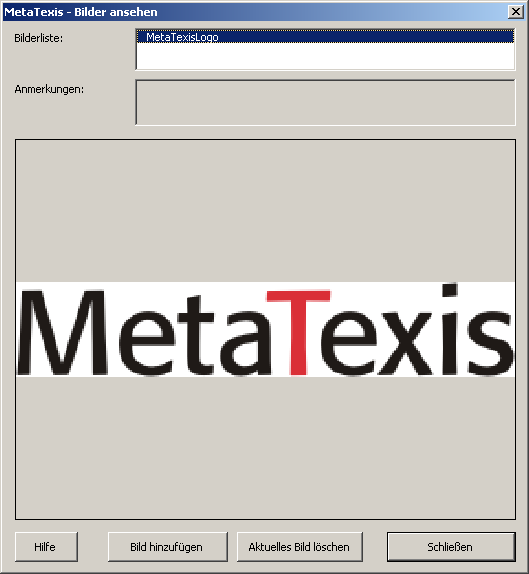 MetaTexis - Bilder ansehen
Bilderliste:
MetaTexisLogo
Anmerkungen:
MetaTexis
Hilfe
Bild hinzufügen
Aktuelles Bild löschen
Schließen